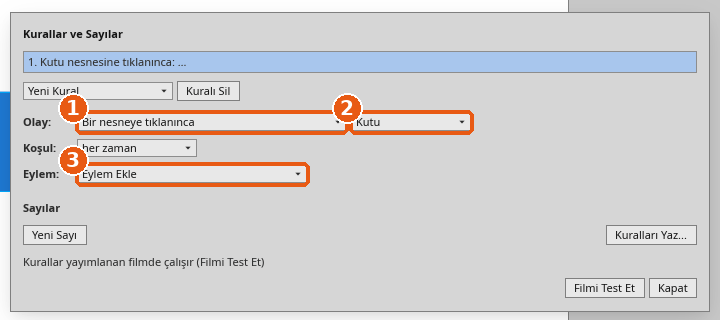 Kurallar ve Sayılar
1. Kutu nesnesine tıklanınca: ...
Yeni Kural Kuralı Sil
1 2
Olay: Bir nesneye tıklanınca Kutu
Koşul: her zaman
3
Eylem: Eylem Ekle
Sayılar
Yeni Sayı Kuralları Yaz...
Kurallar yayımlanan filmde çalışır (Filmi Test Et)
Filmi Test Et Kapat